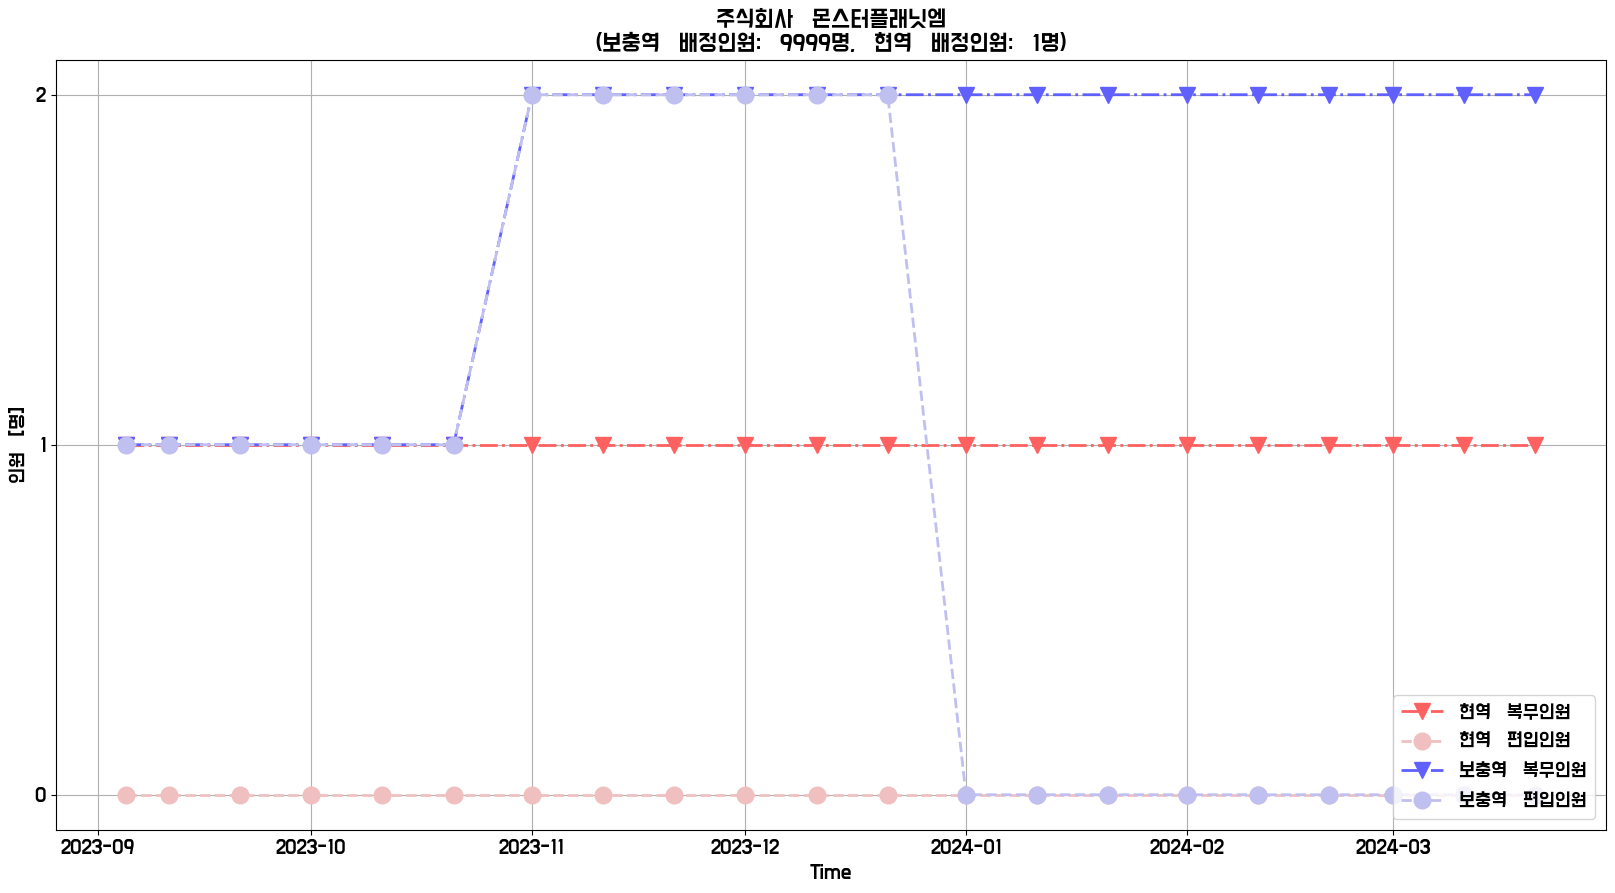 주식회사 몬스터플래닛엠
(보충역 배정인원: 9999명, 현역 배정인원: 1명)
인원 [명]
2
1
0
2023-09
2023-10
2023-11
2023-12
2024-01
2024-02
2024-03
Time
현역 복무인원
현역 편입인원
보충역 복무인원
보충역 편입인원